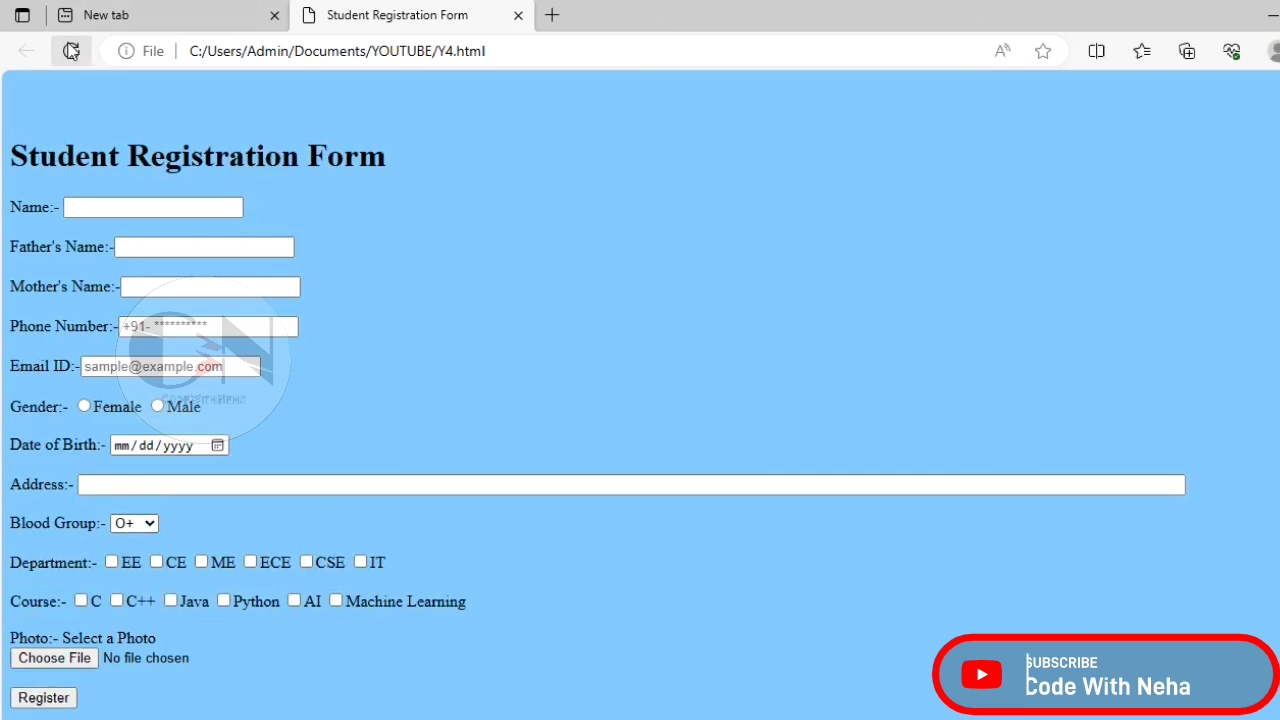 New tab
Student Registration Form
File C:/Users/Admin/Documents/YOUTUBE/Y4.html
Student Registration Form
Name:-
Father's Name:-
Mother's Name:-
Phone Number:- +91- **********
Email ID:- sample@example.com
Gender:- Female Male
Date of Birth:- mm/dd/yyyy
Address:-
Blood Group:- O+
Department:- EE CE ME ECE CSE IT
Course:- C C++ Java Python AI Machine Learning
Photo:- Select a Photo
Choose File No file chosen
Register
SUBSCRIBE
Code With Neha